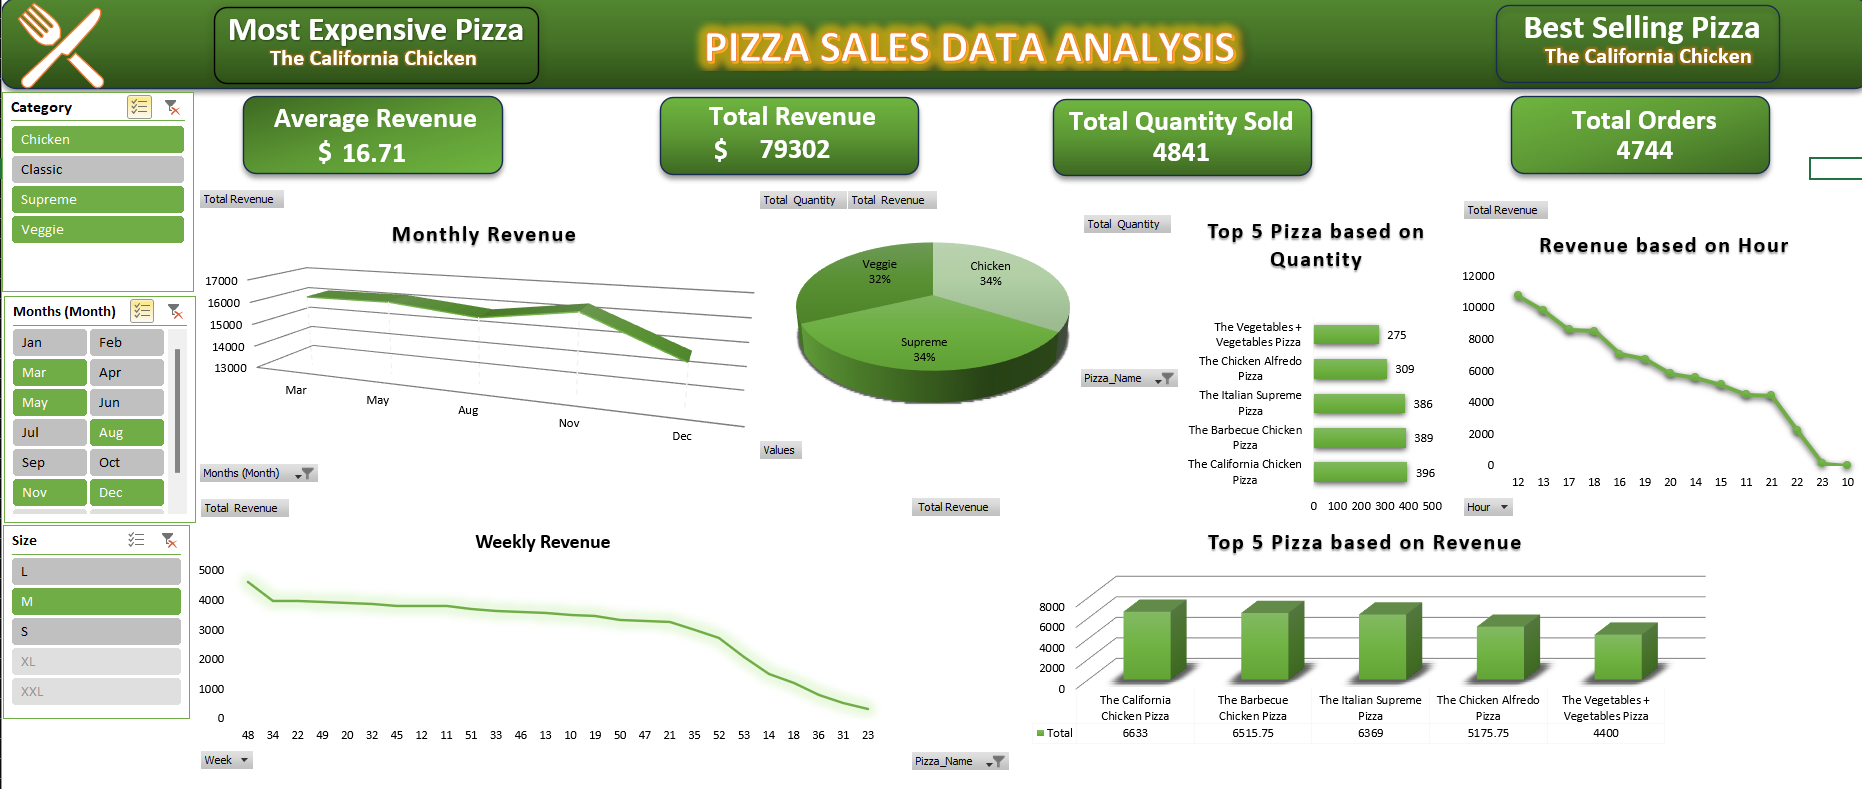 Most Expensive Pizza
The California Chicken
PIZZA SALES DATA ANALYSIS
Best Selling Pizza
The California Chicken
Category
Chicken
Classic
Supreme
Veggie
Average Revenue
$ 16.71
Total Revenue
$ 79302
Total Quantity Sold
4841
Total Orders
4744
Months (Month)
Jan Feb
Mar Apr
May Jun
Jul Aug
Sep Oct
Nov Dec
Size
L
M
S
XL
XXL
Total Revenue
Monthly Revenue
17000
16000
15000
14000
13000
Mar May Aug Nov Dec
Months (Month)
Total Quantity Total Revenue
Veggie
32%
Chicken
34%
Supreme
34%
Values
Total Quantity
Top 5 Pizza based on
Quantity
Pizza_Name
The Vegetables +
Vegetables Pizza
275
The Chicken Alfredo
Pizza
309
The Italian Supreme
Pizza
386
The Barbecue Chicken
Pizza
389
The California Chicken
Pizza
396
0 100 200 300 400 500
Total Revenue
Revenue based on Hour
12000
10000
8000
6000
4000
2000
0
12 13 17 18 16 19 20 14 15 11 21 22 23 10
Hour
Total Revenue
Weekly Revenue
5000
4000
3000
2000
1000
0
48 34 22 49 20 32 45 12 11 51 33 46 13 10 19 50 47 21 35 52 53 14 18 36 31 23
Week
Total Revenue
Top 5 Pizza based on Revenue
8000
6000
4000
2000
0
The California
Chicken Pizza
The Barbecue
Chicken Pizza
The Italian Supreme
Pizza
The Chicken Alfredo
Pizza
The Vegetables +
Vegetables Pizza
Total 6633 6515.75 6369 5175.75 4400
Pizza_Name